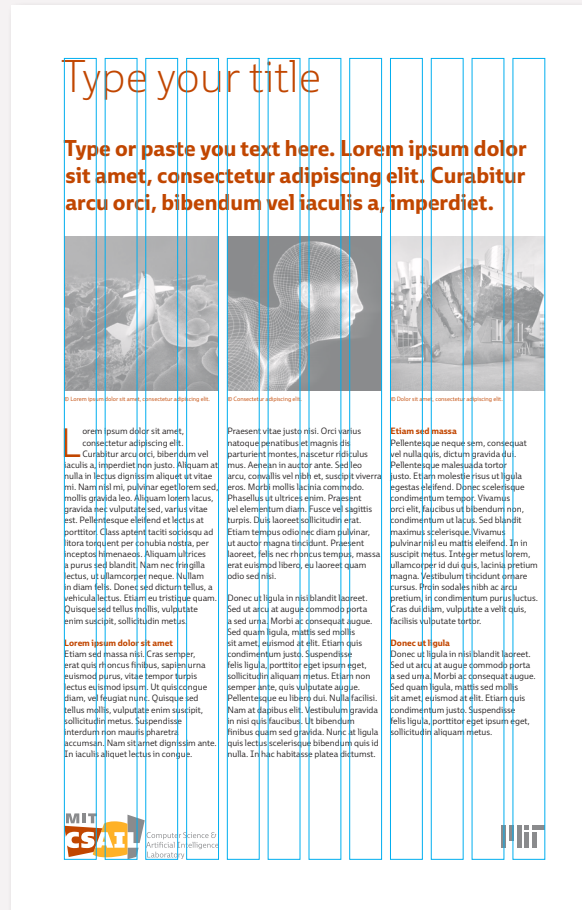 Type your title
Type or paste you text here. Lorem ipsum dolor
sit amet, consectetur adipiscing elit. Curabitur
arcu orci, bibendum vel iaculis a, imperdiet.
© Lorem ipsum dolor sit amet, consectetur adipiscing elit.
© Consectetur adipiscing elit.
© Dolor sit amet, consectetur adipiscing elit.
Lorem ipsum dolor sit amet,
consectetur adipiscing elit.
Curabitur arcu orci, bibendum vel
iaculis a, imperdiet non justo. Aliquam at
nulla in lectus dignissim aliquet ut vitae
mi. Nam nisl mi, pulvinar eget lorem sed,
mollis gravida leo. Aliquam lorem lacus,
gravida nec vulputate sed, varius vitae
est. Pellentesque eleifend et lectus at
porttitor. Class aptent taciti sociosqu ad
litora torquent per conubia nostra, per
inceptos himenaeos. Aliquam ultrices
a purus sed blandit. Nam nec fringilla
lectus, ut ullamcorper neque. Nullam
in diam felis. Donec sed dictum tellus, a
vehicula lectus. Etiam eu tristique quam.
Quisque sed tellus mollis, vulputate
enim suscipit, sollicitudin metus.
Lorem ipsum dolor sit amet
Etiam sed massa nisi. Cras semper,
erat quis rhoncus finibus, sapien urna
euismod purus, vitae tempor turpis
lectus euismod ipsum. Ut quis congue
diam, vel feugiat nunc. Quisque sed
tellus mollis, vulputate enim suscipit,
sollicitudin metus. Suspendisse
interdum non mauris pharetra
accumsan. Nam sit amet dignissim ante.
In iaculis aliquet lectus in congue.
Praesent vitae justo nisi. Orci varius
natoque penatibus et magnis dis
parturient montes, nascetur ridiculus
mus. Aenean in auctor ante. Sed leo
arcu, convallis vel nibh et, suscipit viverra
eros. Morbi mollis lacinia commodo.
Phasellus ut ultrices enim. Praesent
vel elementum diam. Fusce vel sagittis
turpis. Duis laoreet sollicitudin erat.
Etiam tempus odio nec diam pulvinar,
ut auctor magna tincidunt. Praesent
laoreet, felis nec rhoncus tempus, massa
erat euismod libero, eu laoreet quam
odio sed nisi.
Donec ut ligula in nisi blandit laoreet.
Sed ut arcu at augue commodo porta
a sed urna. Morbi ac consequat augue.
Sed quam ligula, mattis sed mollis
sit amet, euismod at elit. Etiam quis
condimentum justo. Suspendisse
felis ligula, porttitor eget ipsum eget,
sollicitudin aliquam metus. Etiam non
semper ante, quis vulputate augue.
Pellentesque eu libero dui. Nulla facilisi.
Nam at dapibus elit. Vestibulum gravida
in nisi quis faucibus. Ut bibendum
finibus quam sed gravida. Nunc at ligula
quis lectus scelerisque bibendum quis id
nulla. In hac habitasse platea dictumst.
Etiam sed massa
Pellentesque neque sem, consequat
vel nulla quis, dictum gravida dui.
Pellentesque malesuada tortor
justo. Etiam molestie risus ut ligula
egestas eleifend. Donec scelerisque
condimentum tempor. Vivamus
orci elit, faucibus ut bibendum non,
condimentum ut lacus. Sed blandit
maximus scelerisque. Vivamus
pulvinar nisl eu mattis eleifend. In in
suscipit metus. Integer metus lorem,
ullamcorper id dui quis, lacinia pretium
magna. Vestibulum tincidunt ornare
cursus. Proin sodales nibh ac arcu
pretium, in condimentum purus luctus.
Cras dui diam, vulputate a velit quis,
facilisis vulputate tortor.
Donec ut ligula
Donec ut ligula in nisi blandit laoreet.
Sed ut arcu at augue commodo porta
a sed urna. Morbi ac consequat augue.
Sed quam ligula, mattis sed mollis
sit amet, euismod at elit. Etiam quis
condimentum justo. Suspendisse
felis ligula, porttitor eget ipsum eget,
sollicitudin aliquam metus.
MIT
CSAIL
Computer Science &
Artificial Intelligence
Laboratory
MIT